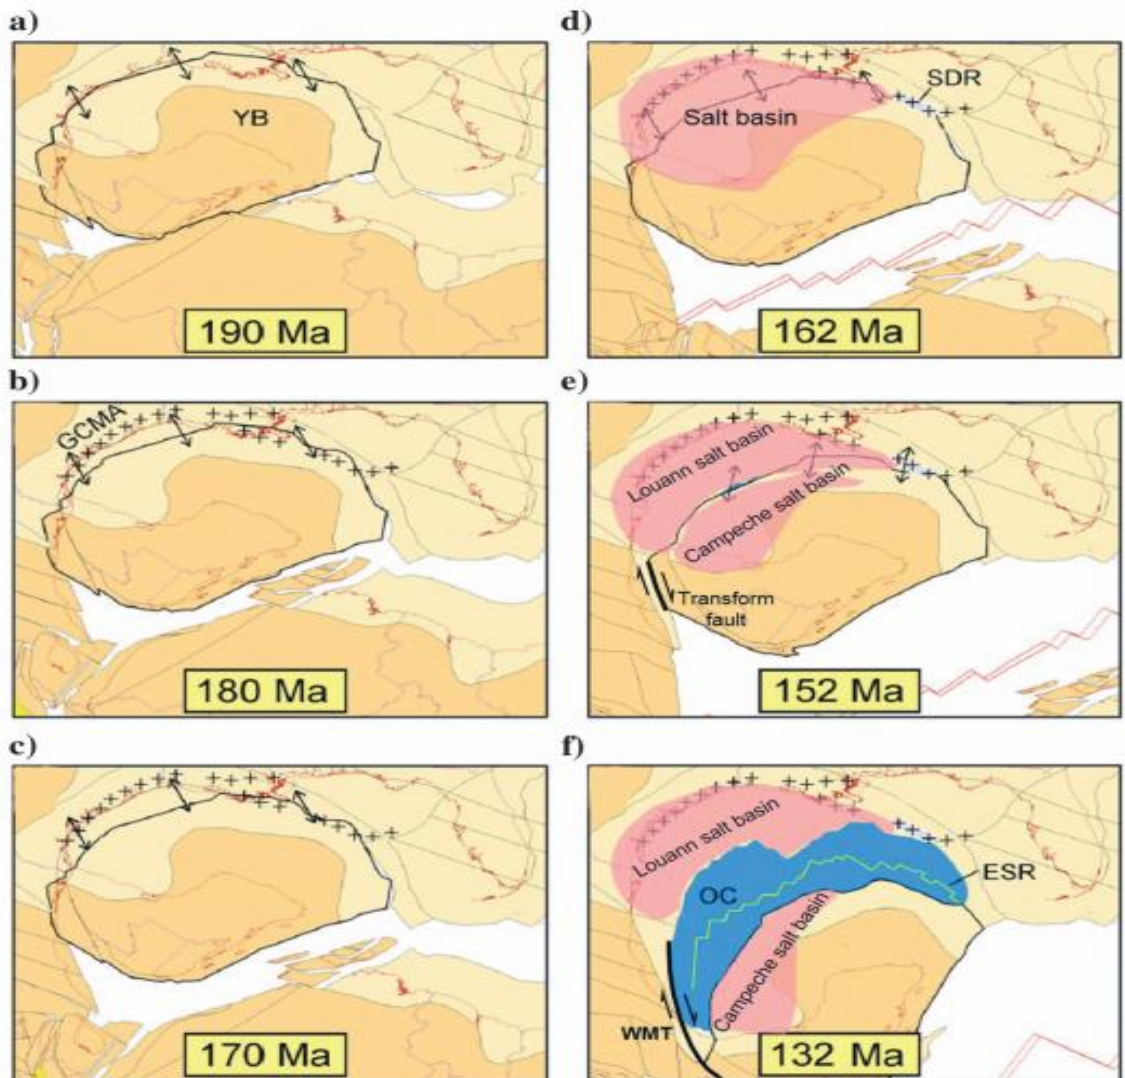 a)
YB
190 Ma
b)
GCMA
180 Ma
c)
170 Ma
d)
SDR
Salt basin
162 Ma
e)
Louann salt basin
Campeche salt basin
Transform
fault
152 Ma
f)
Louann salt basin
ESR
OC
Campeche salt basin
WMT
132 Ma